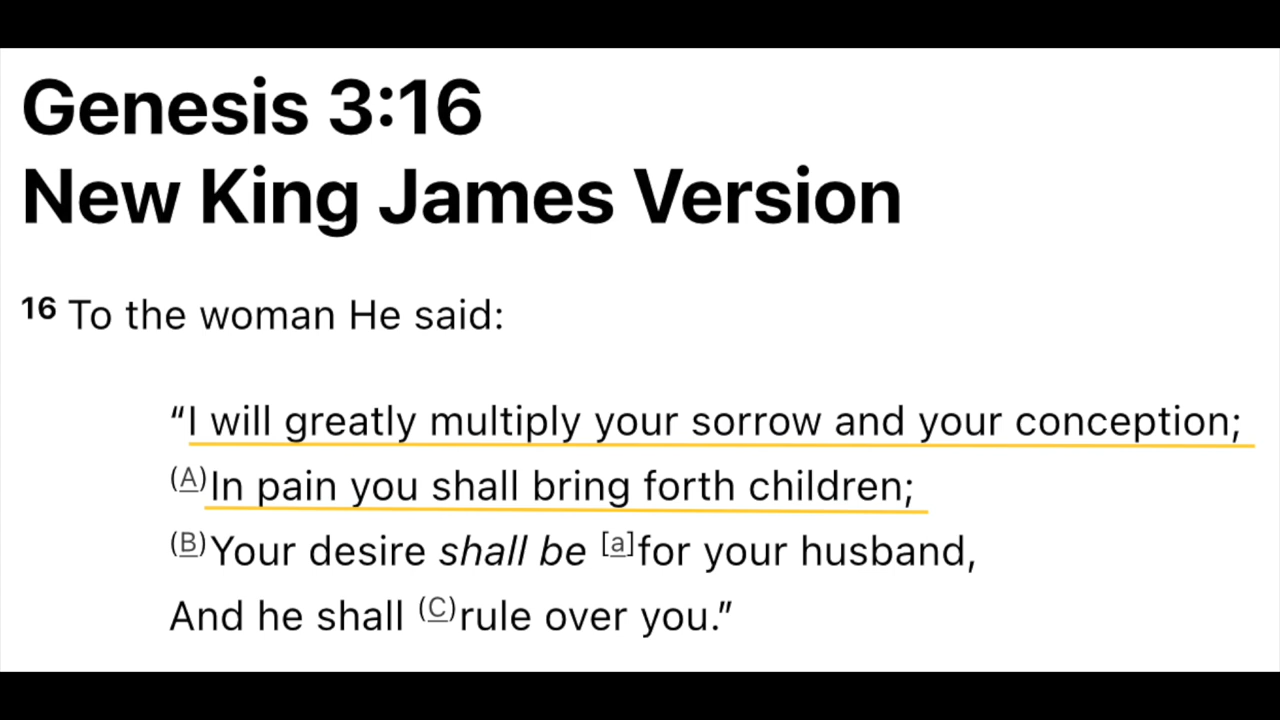 Genesis 3:16
New King James Version
16 To the woman He said:
“I will greatly multiply your sorrow and your conception;
(A)In pain you shall bring forth children;
(B)Your desire shall be [a]for your husband,
And he shall (C)rule over you.”